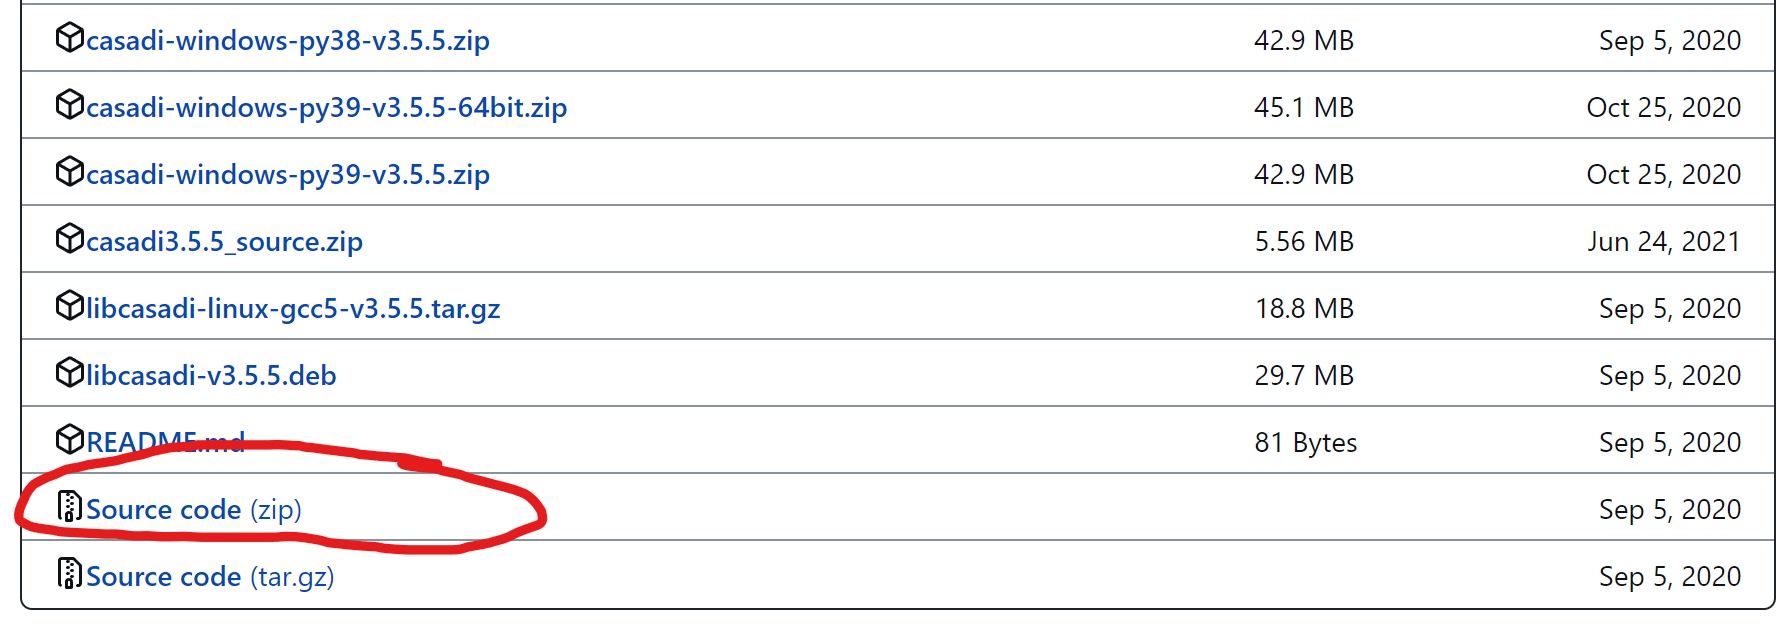 casadi-windows-py38-v3.5.5.zip 42.9 MB Sep 5, 2020
casadi-windows-py39-v3.5.5-64bit.zip 45.1 MB Oct 25, 2020
casadi-windows-py39-v3.5.5.zip 42.9 MB Oct 25, 2020
casadi3.5.5_source.zip 5.56 MB Jun 24, 2021
libcasadi-linux-gcc5-v3.5.5.tar.gz 18.8 MB Sep 5, 2020
libcasadi-v3.5.5.deb 29.7 MB Sep 5, 2020
README.md 81 Bytes Sep 5, 2020
Source code (zip) Sep 5, 2020
Source code (tar.gz) Sep 5, 2020